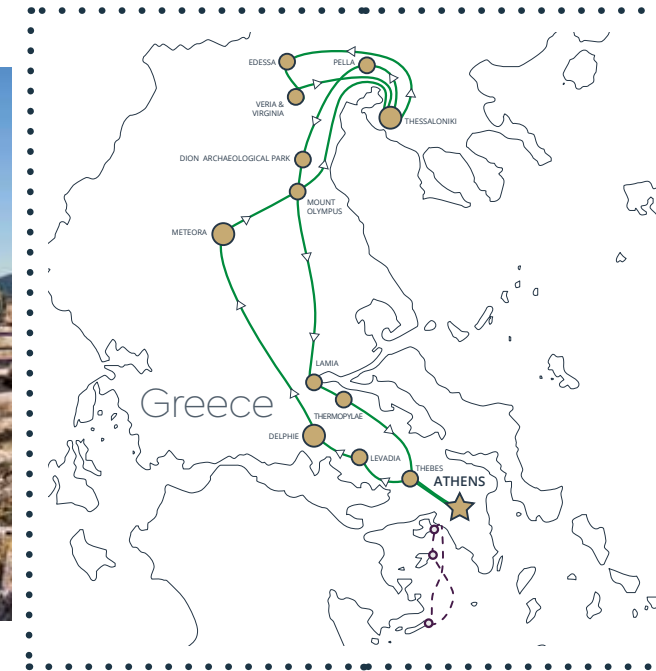 EDESSA
PELLA
VERIA &
VIRGINIA
THESSALONIKI
DION ARCHAEOLOGICAL PARK
MOUNT
OLYMPUS
METEORA
LAMIA
Greece
THERMOPYLAE
DELPHIE
LEVADIA
THEBES
ATHENS